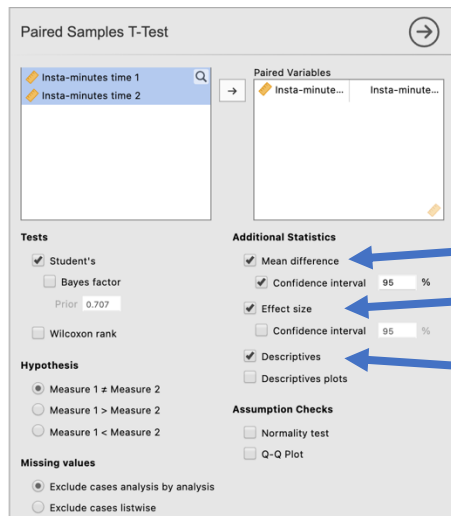 Paired Samples T-Test
Insta-minutes time 1
Insta-minutes time 2
Paired Variables
Insta-minute... Insta-minute...
Tests
Student's
Bayes factor
Prior 0.707
Wilcoxon rank
Hypothesis
Measure 1 ≠ Measure 2
Measure 1 > Measure 2
Measure 1 < Measure 2
Missing values
Exclude cases analysis by analysis
Exclude cases listwise
Additional Statistics
Mean difference
Confidence interval 95 %
Effect size
Confidence interval 95 %
Descriptives
Descriptives plots
Assumption Checks
Normality test
Q-Q Plot